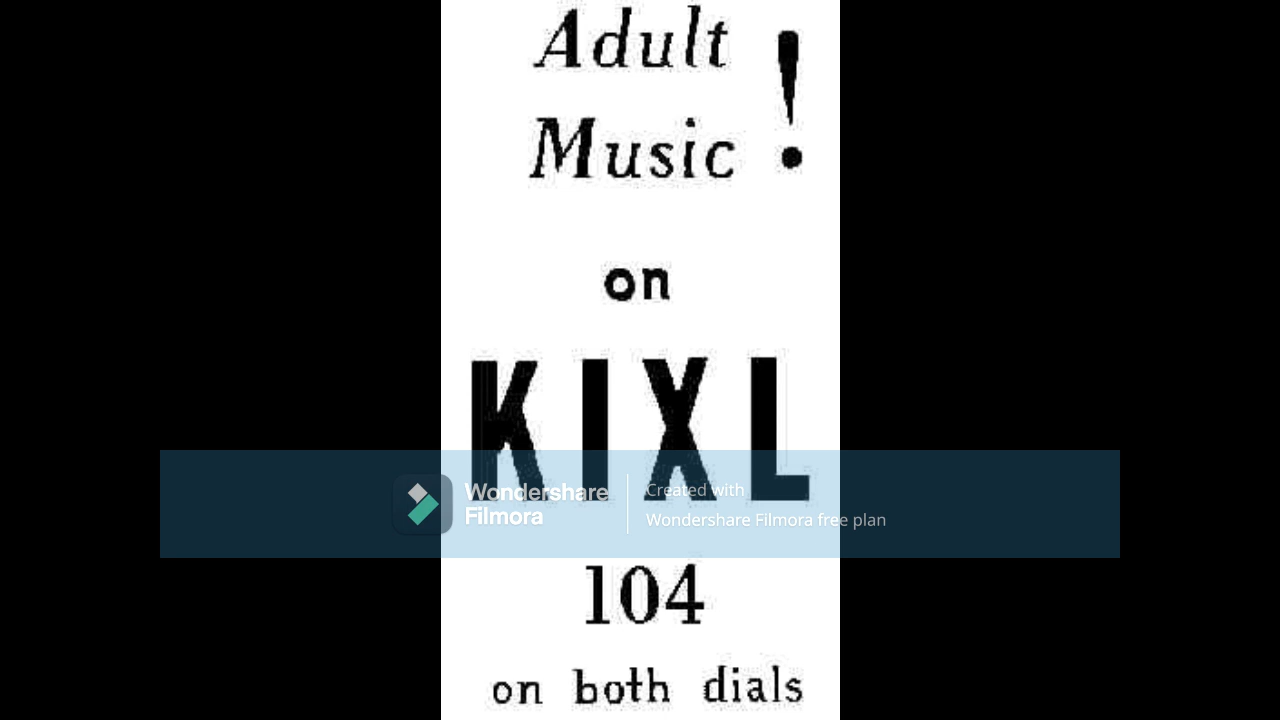 Adult
Music !
on
KIXL
Wondershare
Filmora
Created with
Wondershare Filmora free plan
104
on both dials